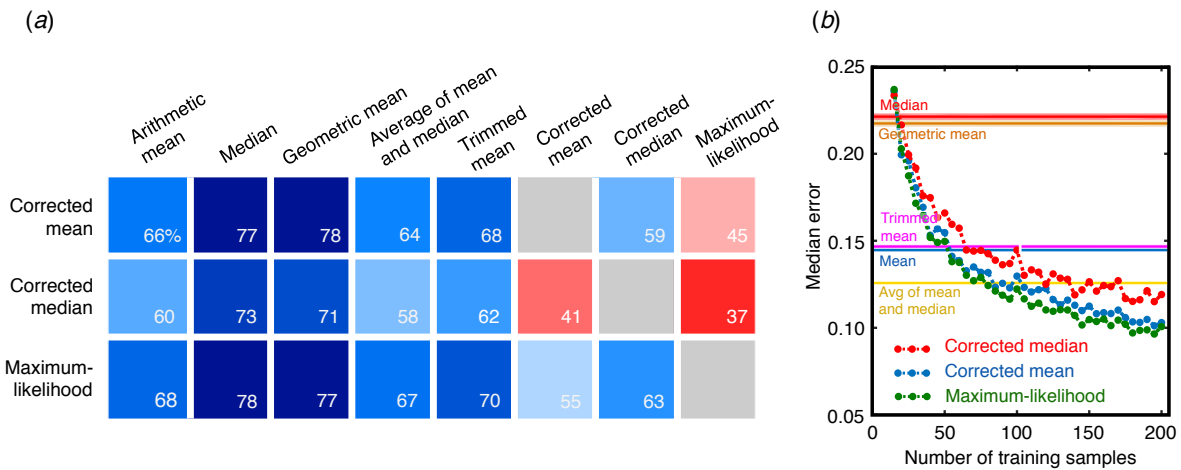 (a)
Arithmetic
mean
Median
Geometric mean
Average of mean
and median
Trimmed
mean
Corrected
mean
Corrected
median
Maximum-
likelihood
Corrected
mean
66% 77 78 64 68 59 45
Corrected
median
60 73 71 58 62 41 37
Maximum-
likelihood
68 78 77 67 70 55 63
(b)
0.25
0.20
0.15
0.10
0.05
Median error
Median
Geometric mean
Trimmed
mean
Mean
Avg of mean
and median
Corrected median
Corrected mean
Maximum-likelihood
0 50 100 150 200
Number of training samples